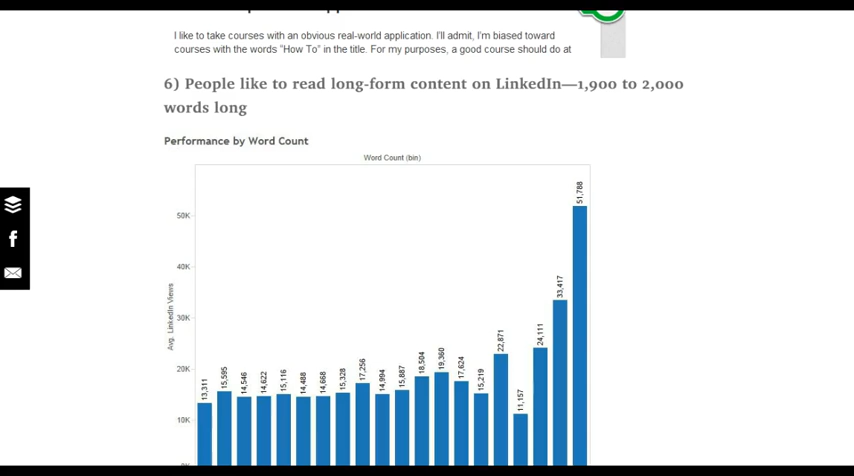 I like to take courses with an obvious real-world application. I'll admit, I'm biased toward
courses with the words "How To" in the title. For my purposes, a good course should do at
6) People like to read long-form content on LinkedIn—1,900 to 2,000
words long
Performance by Word Count
Word Count (bin)
Avg. LinkedIn Views
50K
40K
30K
20K
10K
13,311
15,595
14,546
14,622
15,116
14,488
14,668
15,328
17,256
14,994
15,887
18,504
19,360
17,624
15,219
22,871
11,157
24,111
33,417
51,788